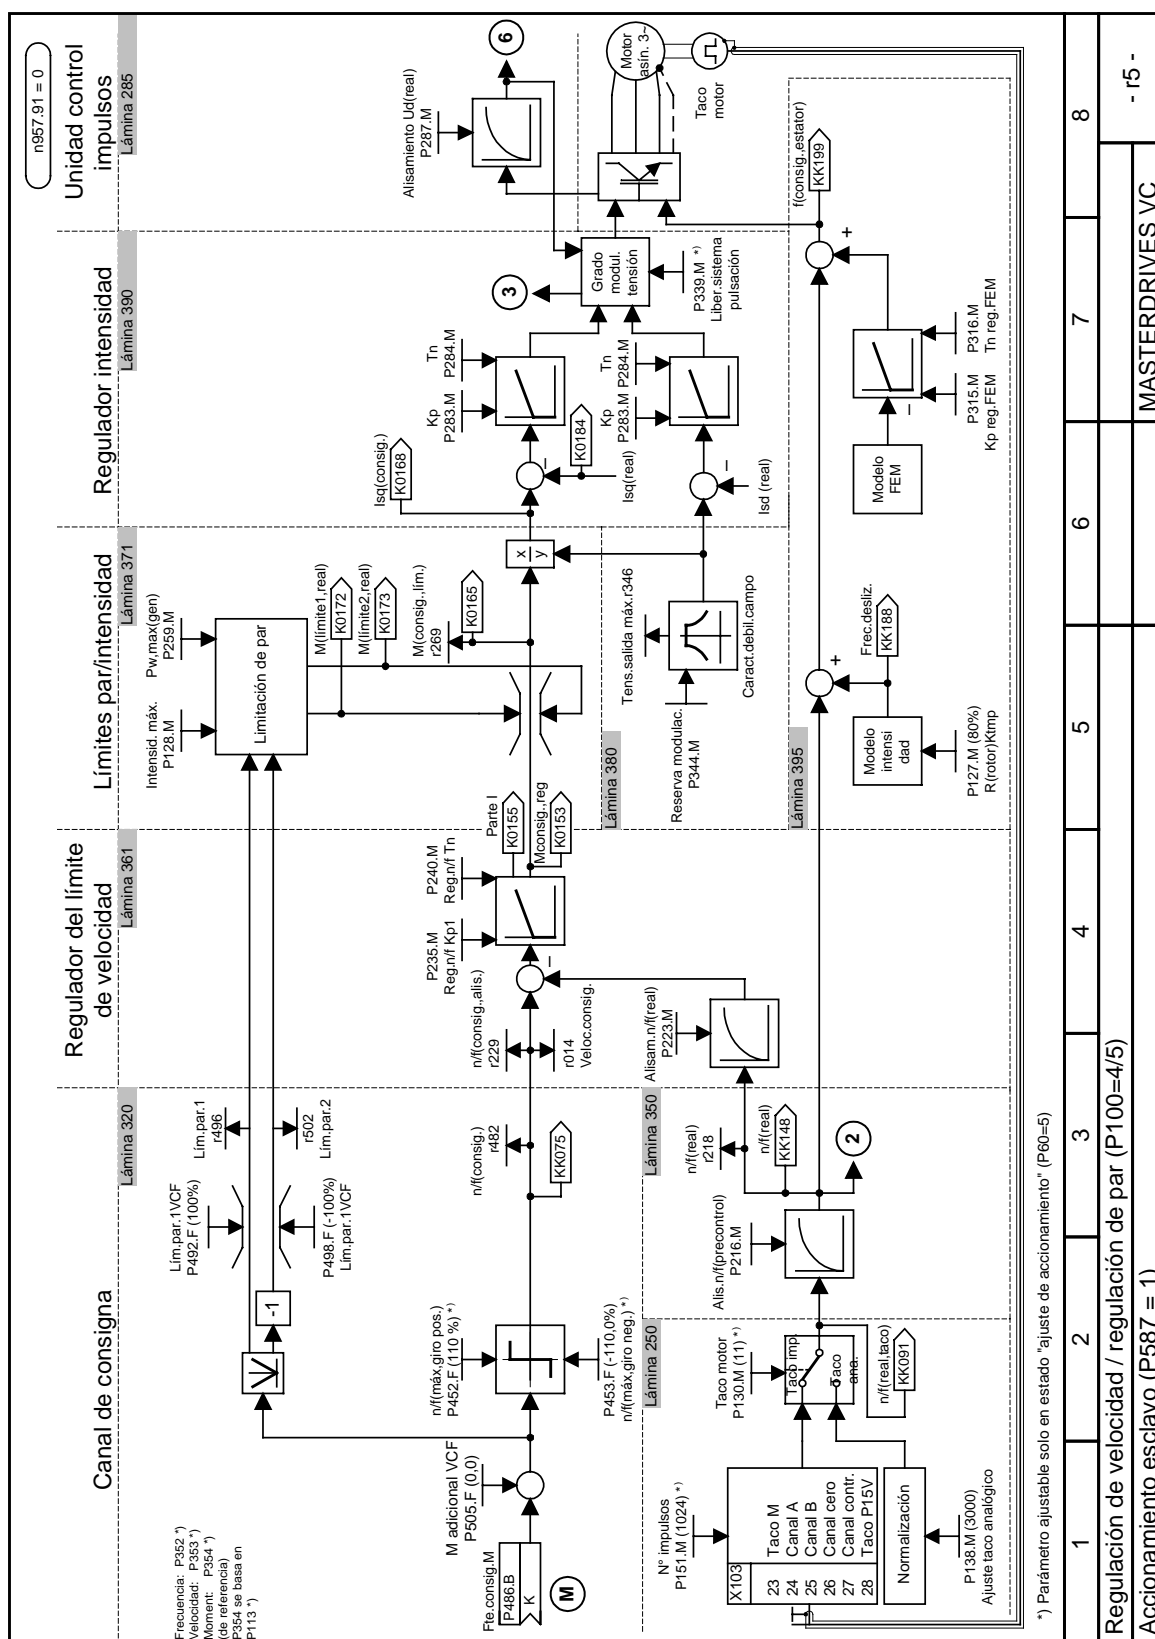 n957.91 = 0
Canal de consigna
Lámina 320
Regulador del límite
de velocidad
Lámina 361
Límites par/intensidad
Lámina 371
Regulador intensidad
Lámina 390
Unidad control
impulsos
Lámina 285
Frecuencia: P352 *)
Velocidad: P353 *)
Moment: P354 *)
(de referencia)
P354 se basa en
P113 *)
Lím.par.1VCF
P492.F (100%)
Lím.par.1
r496
r502
Lím.par.2
P498.F (-100%)
Lím.par.1VCF
-1
Intensid. máx.
P128.M
Pw,max(gen)
P259.M
Limitación de par
M(límite1,real)
K0172
M(límite2,real)
K0173
M(consig.,lím.)
r269
K0165
Isq(consig.)
K0168
Kp
P283.M
Tn
P284.M
K0184
Isq(real)
x
y
Alisamiento Ud(real)
P287.M
6
3
Grado
modul.
tensión
P339.M *)
Liber.sistema
pulsación
Motor
asín. 3~
Taco
motor
Fte.consig.M
P486.B
K
M
M adicional VCF
P505.F (0,0)
n/f(máx,giro pos.)
P452.F (110 %) *)
P453.F (-110,0%)
n/f(máx,giro neg.) *)
n/f(consig.)
r482
KK075
n/f(consig.,alis.)
r229
r014
Veloc.consig.
P235.M
Reg.n/f Kp1
P240.M
Reg.n/f Tn
Parte I
K0155
Mconsig.,reg
K0153
Lámina 380
Tens.salida máx.r346
Reserva modulac.
P344.M
Caract.debil.campo
Kp
P283.M
Tn
P284.M
Isd (real)
Lámina 250
N° impulsos
P151.M (1024) *)
X103
23 Taco M
24 Canal A
25 Canal B
26 Canal cero
27 Canal contr.
28 Taco P15V
Normalización
P138.M (3000)
Ajuste taco analógico
Taco motor
P130.M (11) *)
Taco imp.
Taco
ana.
n/f(real,taco)
KK091
Lámina 350
Alis.n/f(precontrol)
P216.M
n/f(real)
r218
n/f(real)
KK148
2
Alisam.n/f(real)
P223.M
Lámina 395
Modelo
intensi
dad
P127.M (80%)
R(rotor)Ktmp
Frec.desliz.
KK188
+
Modelo
FEM
P315.M
Kp reg.FEM
P316.M
Tn reg.FEM
+
f(consig.,estator)
KK199
*) Parámetro ajustable solo en estado "ajuste de accionamiento" (P60=5)
1 2 3 4 5 6 7 8
Regulación de velocidad / regulación de par (P100=4/5)
- r5 -
Accionamiento esclavo (P587 = 1)
MASTERDRIVES VC